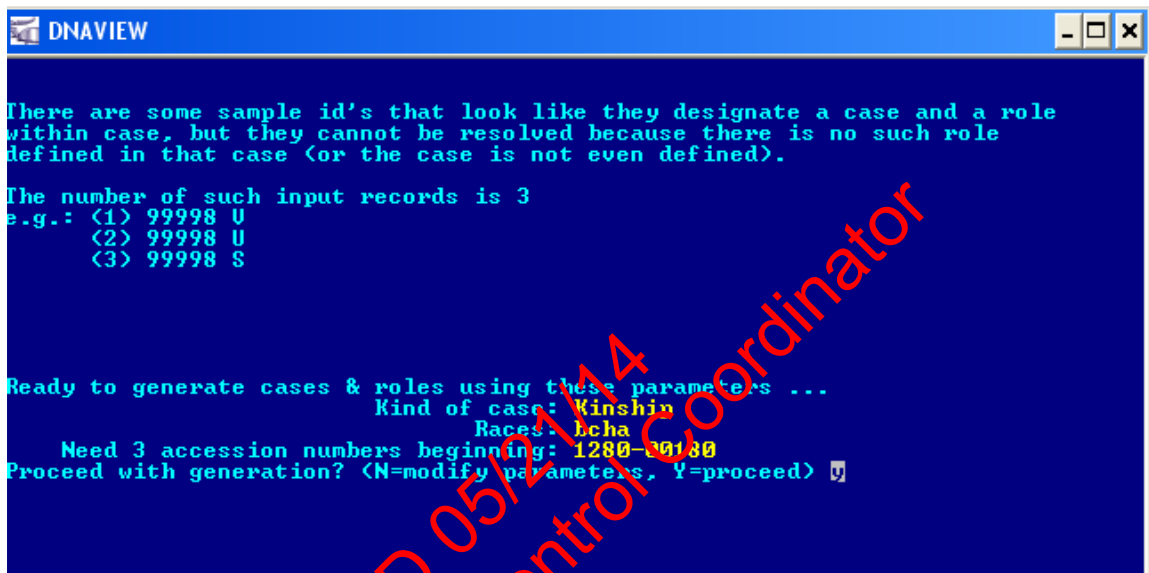 DNAVIEW
There are some sample id's that look like they designate a case and a role
within case, but they cannot be resolved because there is no such role
defined in that case (or the case is not even defined).
The number of such input records is 3
e.g.: (1) 99998 V
(2) 99998 U
(3) 99998 S
Ready to generate cases & roles using these parameters ...
Kind of case: Kinship
Races: bcha
Need 3 accession numbers beginning: 1280-00180
Proceed with generation? (N=modify parameters, Y=proceed) y
D 05/21/14
ontrol Coordinator